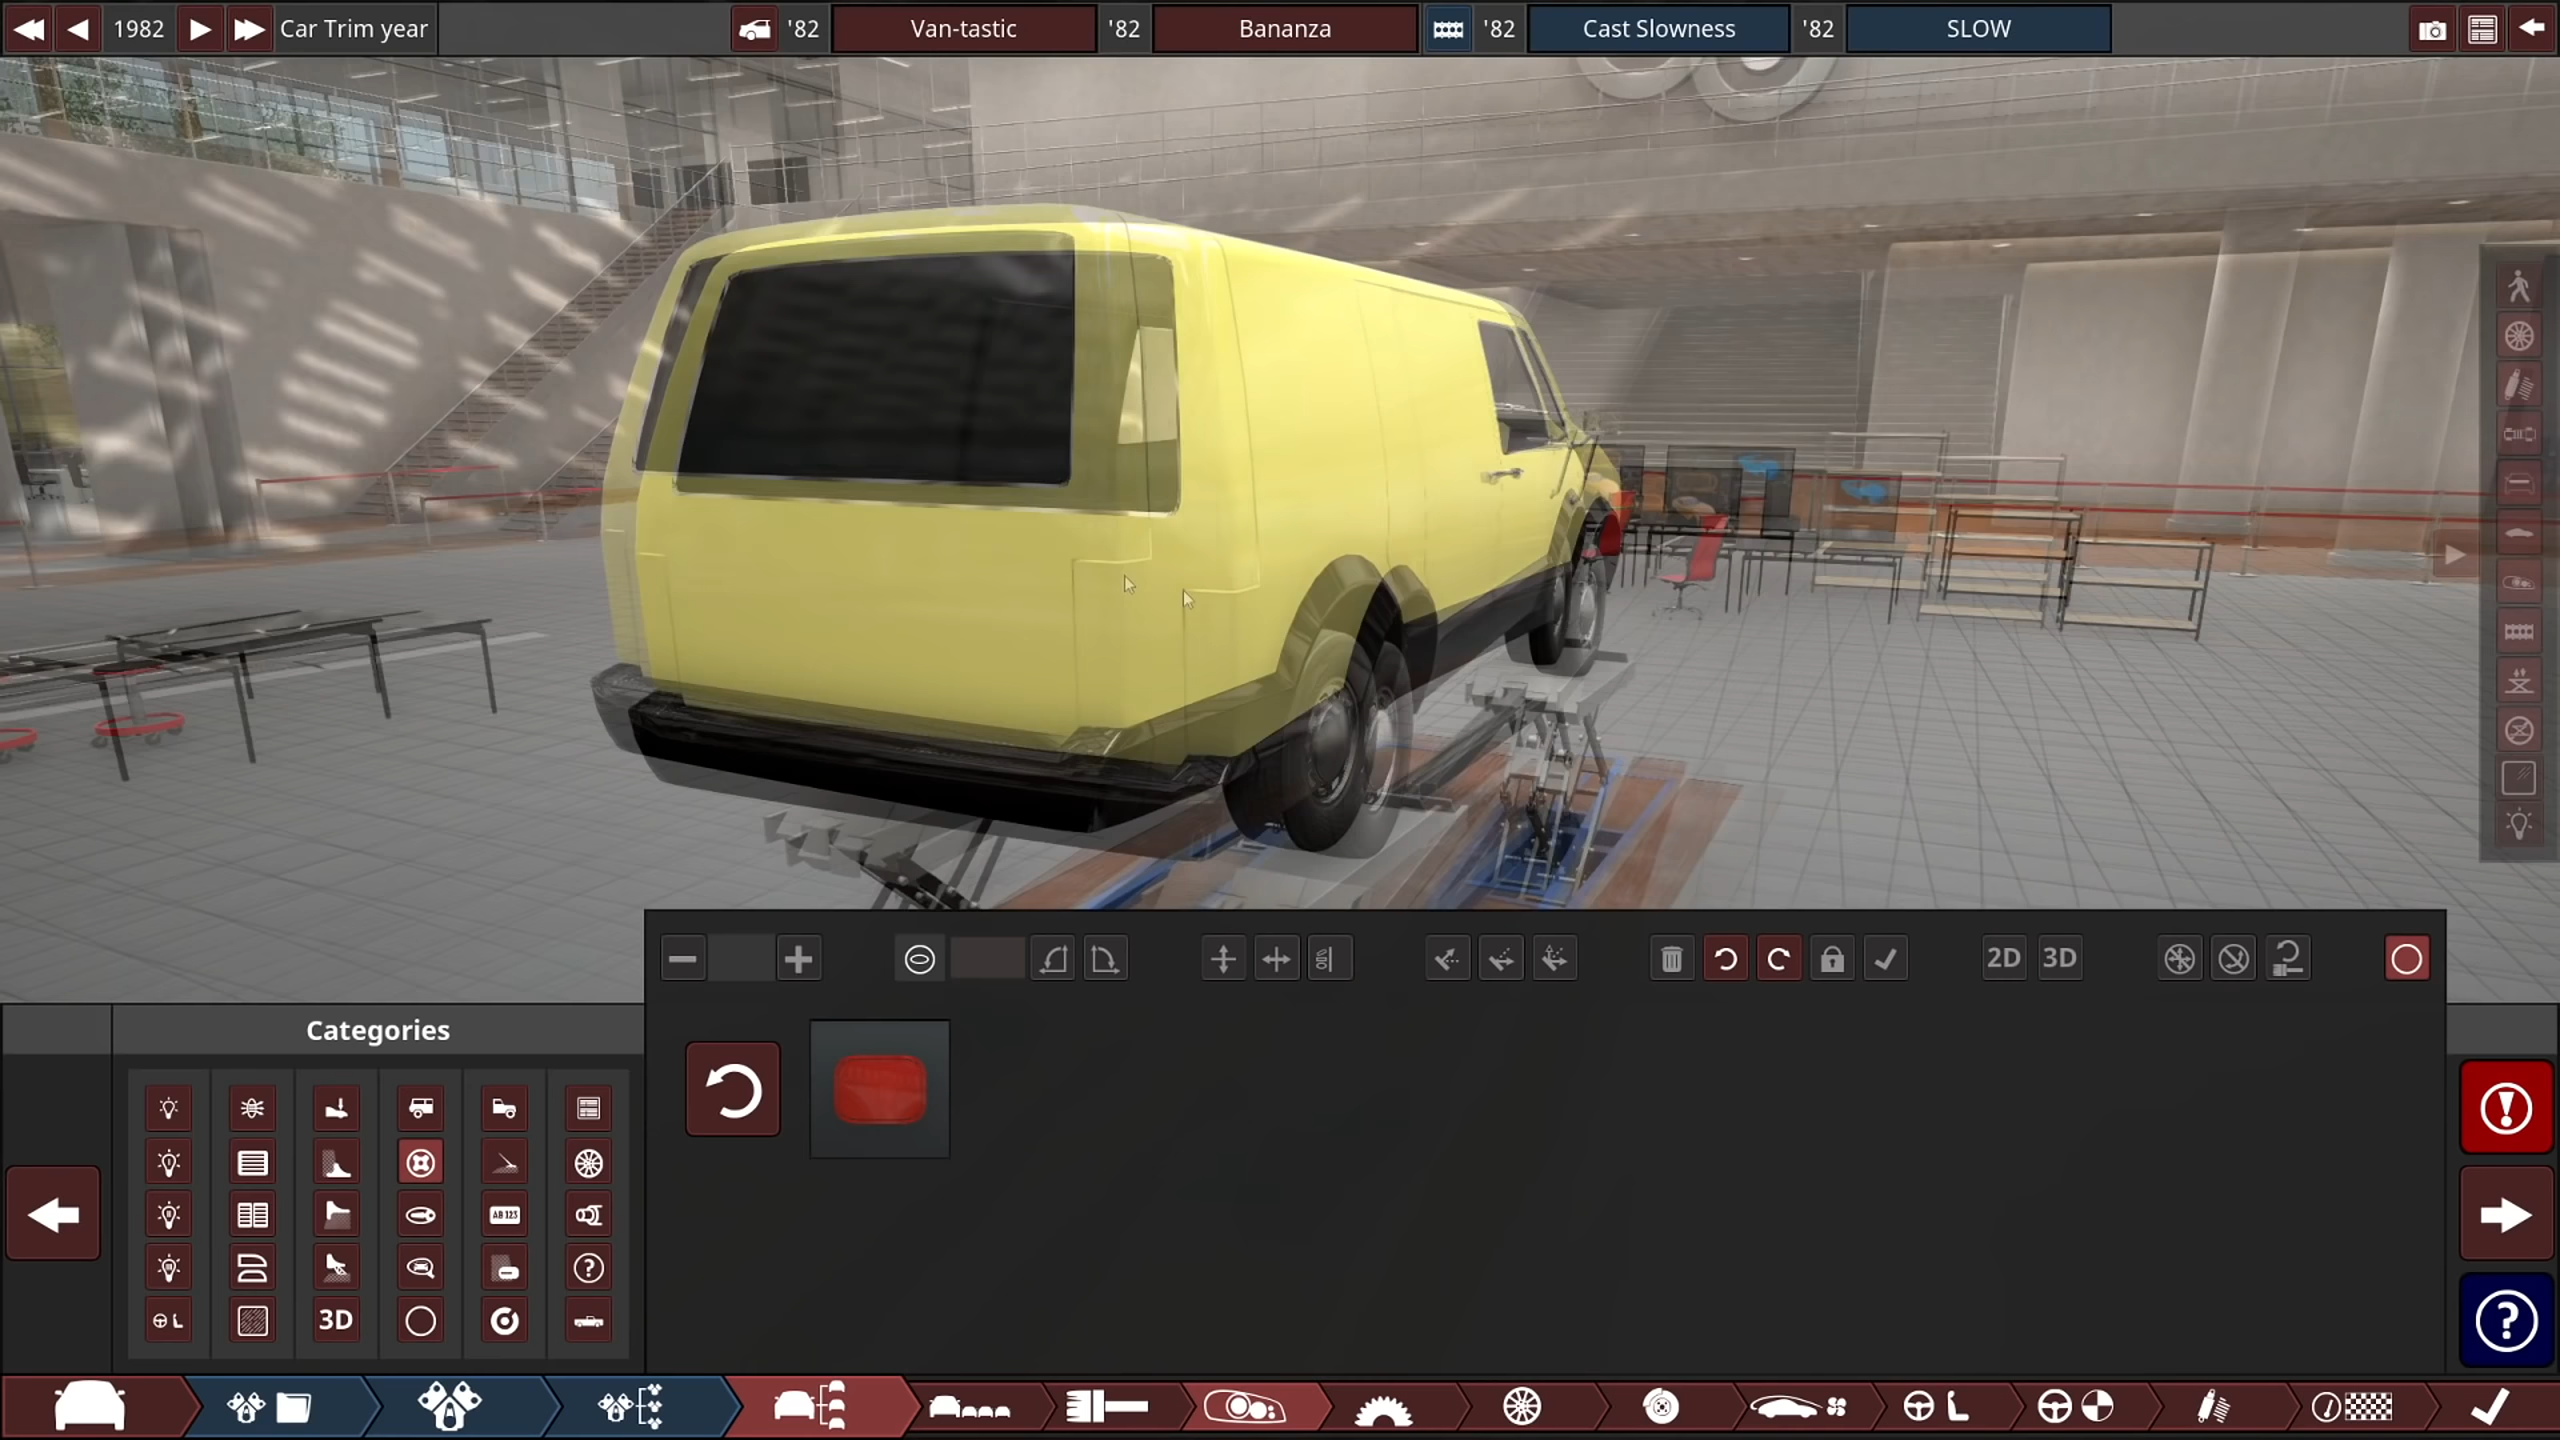 1982 Car Trim year '82 Van-tastic '82 Bananza '82 Cast Slowness '82 SLOW
2D 3D
Categories
AB 123
3D